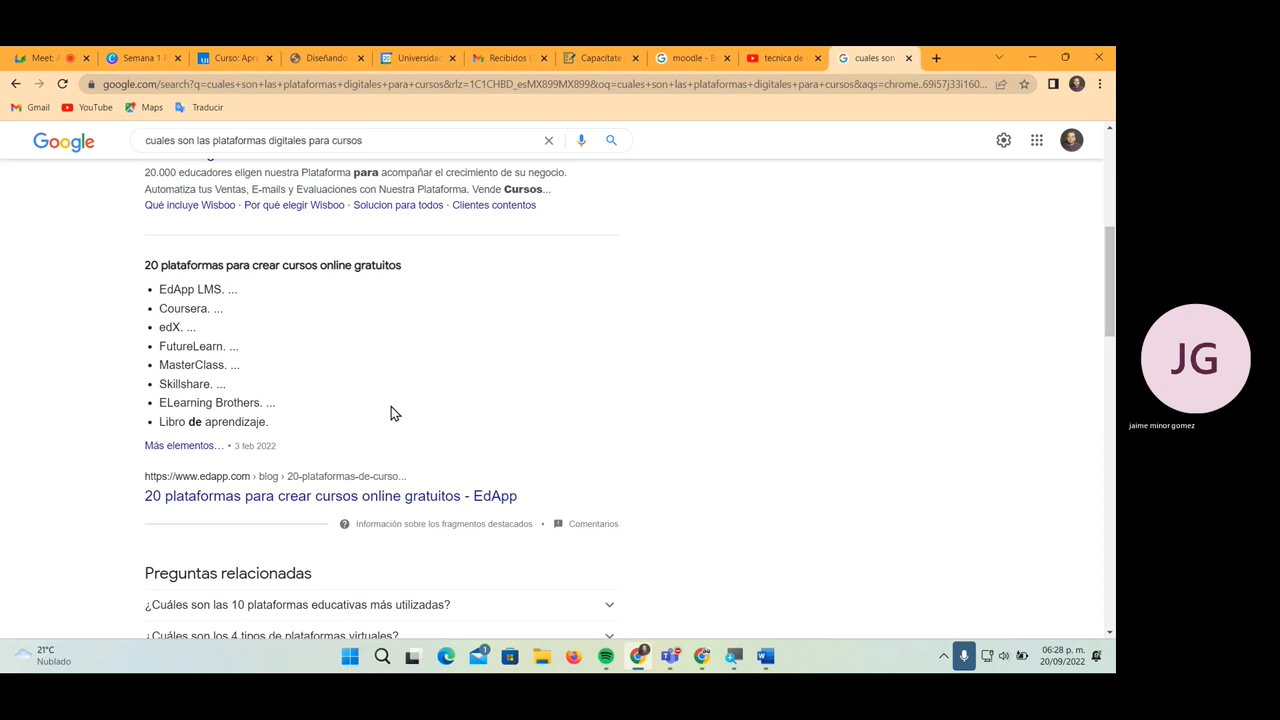 Meet: A
Semana 1 P
Curso: Apre
Diseñando
Universidad
Recibidos (
Capacítate
moodle - B
tecnica de
cuales son
google.com/search?q=cuales+son+las+plataformas+digitales+para+cursos&rlz=1C1CHBD_esMX899MX899&oq=cuales+son+las+plataformas+digitales+para+cursos&aqs=chrome..69i57j33i160...
Gmail
YouTube
Maps
Traducir
Google
cuales son las plataformas digitales para cursos
20.000 educadores eligen nuestra Plataforma para acompañar el crecimiento de su negocio.
Automatiza tus Ventas, E-mails y Evaluaciones con Nuestra Plataforma. Vende Cursos...
Qué incluye Wisboo · Por qué elegir Wisboo · Solucion para todos · Clientes contentos
20 plataformas para crear cursos online gratuitos
• EdApp LMS. ...
• Coursera. ...
• edX. ...
• FutureLearn. ...
• MasterClass. ...
• Skillshare. ...
• ELearning Brothers. ...
• Libro de aprendizaje.
Más elementos… • 3 feb 2022
https://www.edapp.com › blog › 20-plataformas-de-curso...
20 plataformas para crear cursos online gratuitos - EdApp
Información sobre los fragmentos destacados • Comentarios
Preguntas relacionadas
¿Cuáles son las 10 plataformas educativas más utilizadas?
¿Cuáles son los 4 tipos de plataformas virtuales?
JG
jaime minor gomez
21°C
Nublado
1
06:28 p. m.
20/09/2022